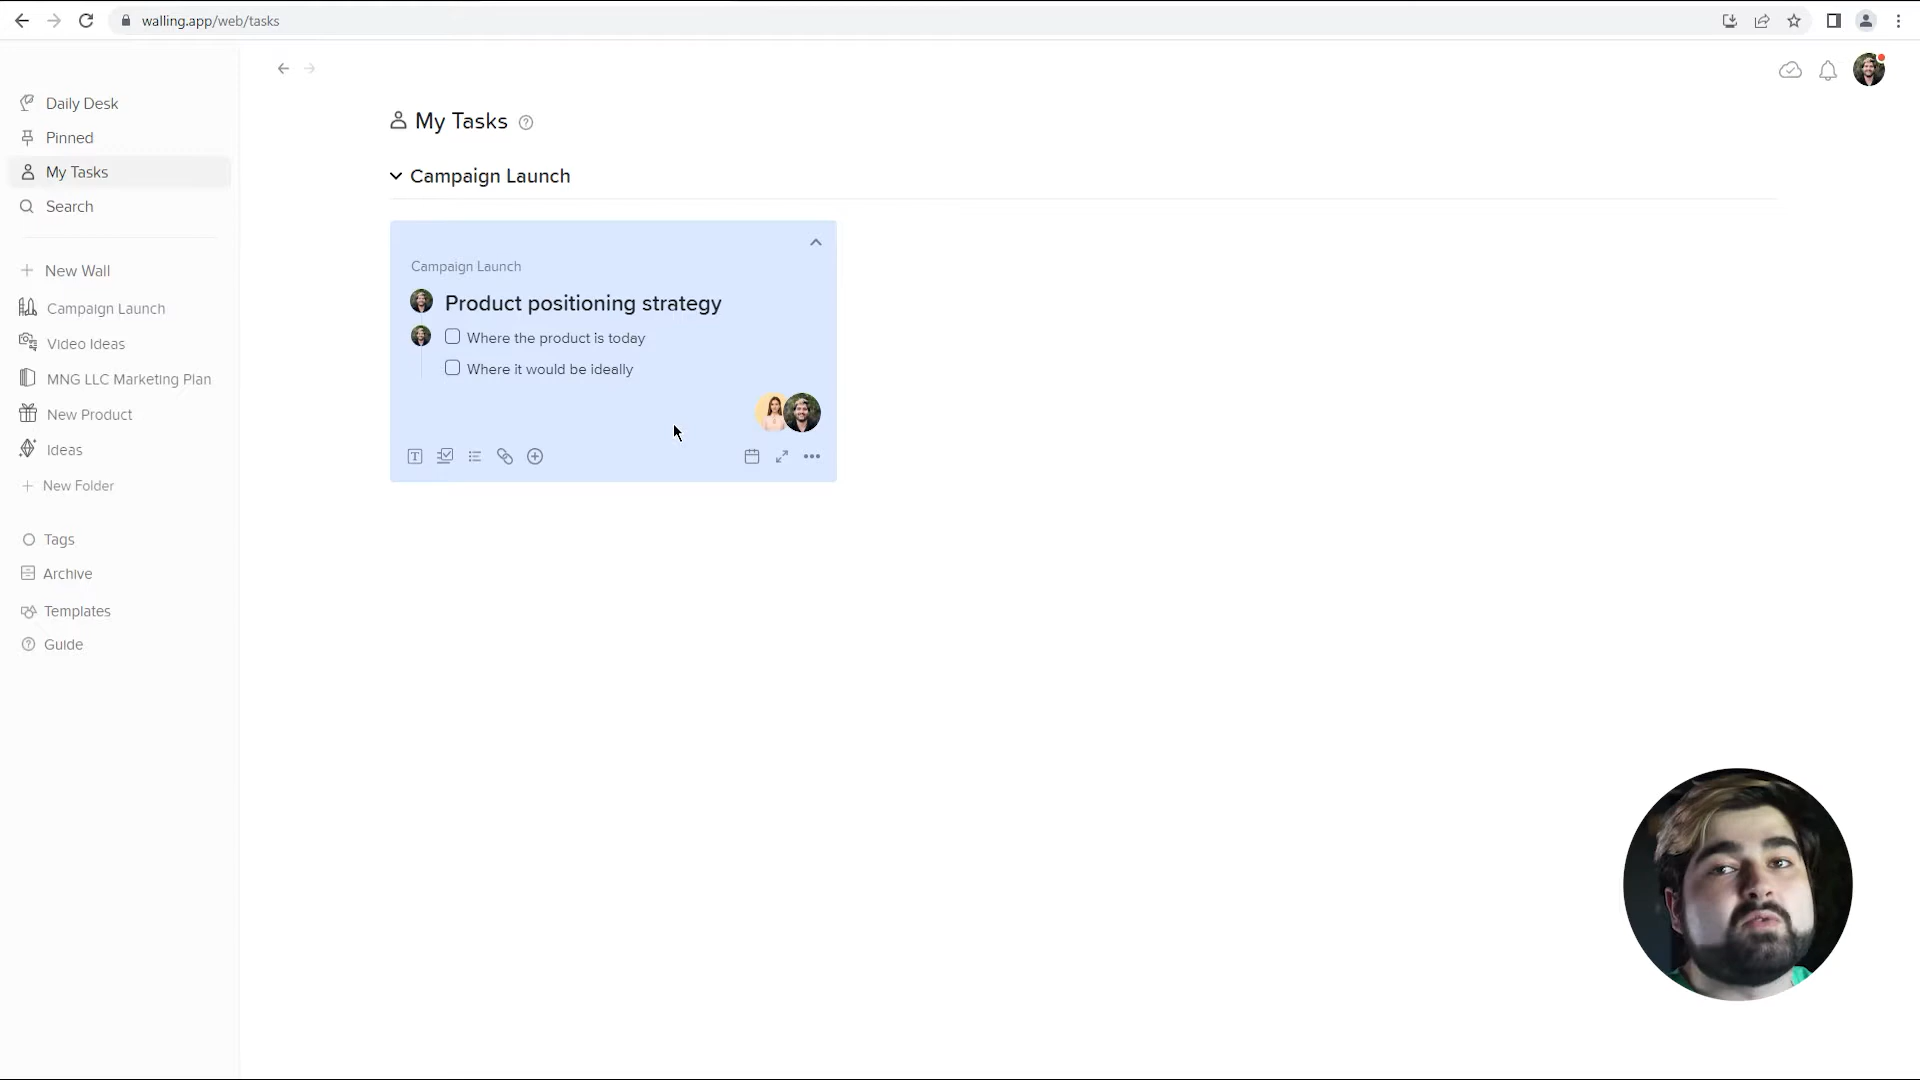 walling.app/web/tasks
Daily Desk
Pinned
My Tasks
Search
New Wall
Campaign Launch
Video Ideas
MNG LLC Marketing Plan
New Product
Ideas
New Folder
Tags
Archive
Templates
Guide
My Tasks
Campaign Launch
Campaign Launch
Product positioning strategy
Where the product is today
Where it would be ideally